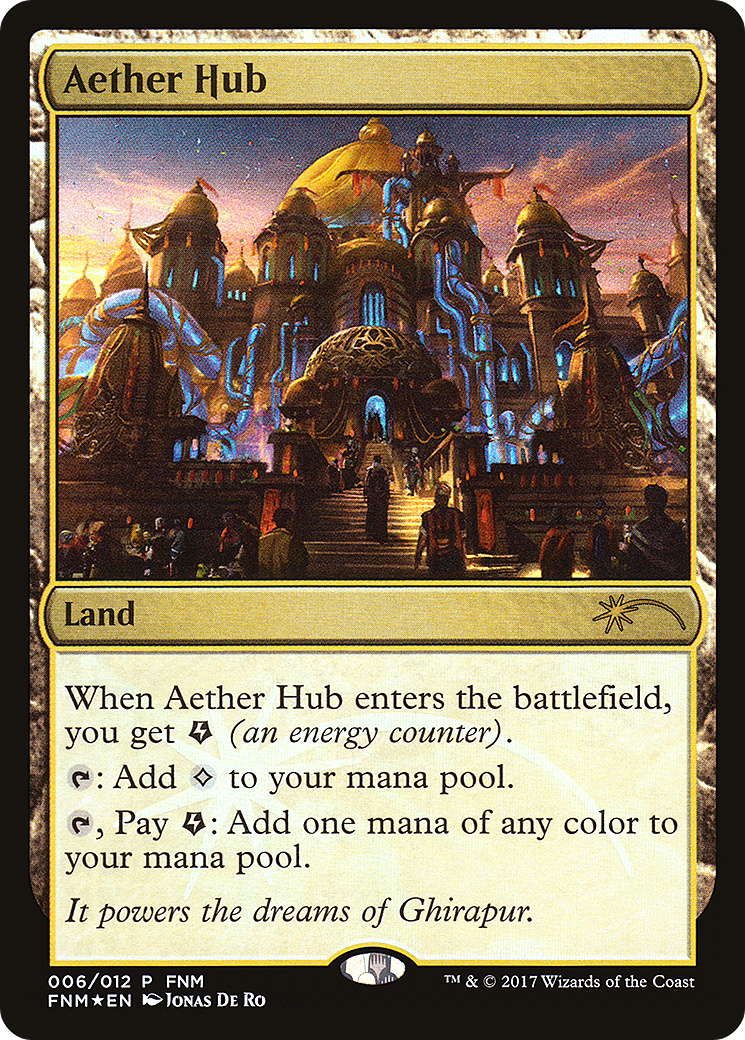 Aether Hub
Land
When Aether Hub enters the battlefield,
you get (an energy counter).
: Add to your mana pool.
, Pay : Add one mana of any color to
your mana pool.
It powers the dreams of Ghirapur.
006/012 P FNM
FNM★EN Jonas De Ro
™ & © 2017 Wizards of the Coast